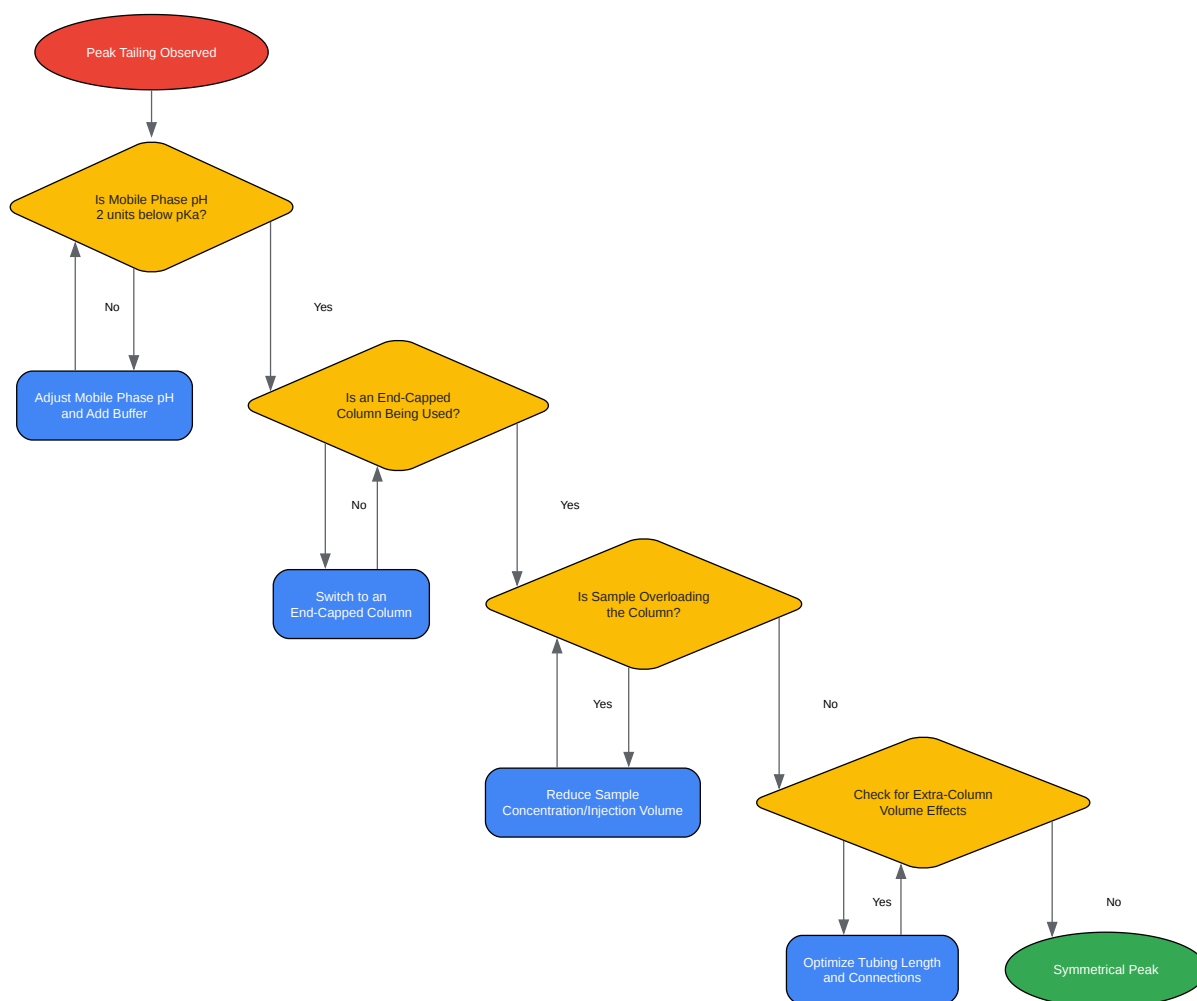 Peak Tailing Observed
Is Mobile Phase pH
2 units below pKa?
No
Yes
Adjust Mobile Phase pH
and Add Buffer
Is an End-Capped
Column Being Used?
No
Yes
Switch to an
End-Capped Column
Is Sample Overloading
the Column?
Yes
No
Reduce Sample
Concentration/Injection Volume
Check for Extra-Column
Volume Effects
Yes
No
Optimize Tubing Length
and Connections
Symmetrical Peak